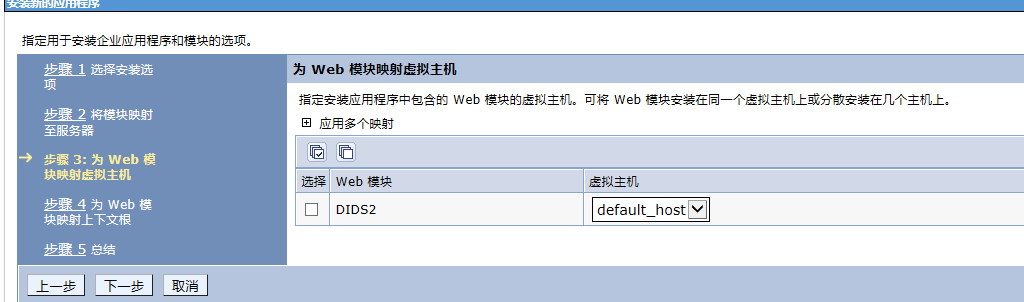 安装新的应用程序
指定用于安装企业应用程序和模块的选项。
步骤 1 选择安装选
项
步骤 2 将模块映射
至服务器
步骤 3: 为 Web 模
块映射虚拟主机
步骤 4 为 Web 模
块映射上下文根
步骤 5 总结
为 Web 模块映射虚拟主机
指定安装应用程序中包含的 Web 模块的虚拟主机。可将 Web 模块安装在同一个虚拟主机上或分散安装在几个主机上。
应用多个映射
选择 Web 模块 虚拟主机
DIDS2 default_host
上一步 下一步 取消